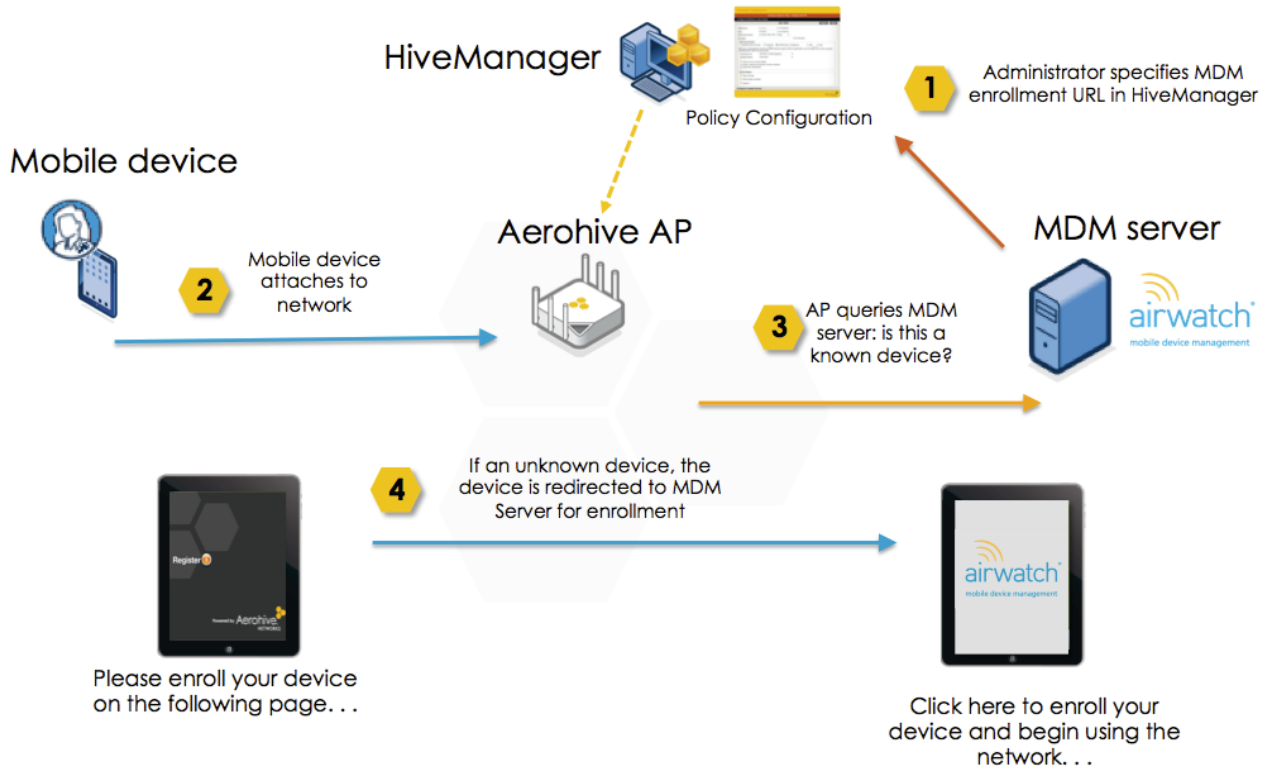 HiveManager
Policy Configuration
1
Administrator specifies MDM
enrollment URL in HiveManager
Mobile device
2
Mobile device
attaches to
network
Aerohive AP
MDM server
airwatch
mobile device management
3
AP queries MDM
server: is this a
known device?
4
If an unknown device, the
device is redirected to MDM
Server for enrollment
Register
Powered by Aerohive
NETWORKS
Please enroll your device
on the following page. . .
airwatch
mobile device management
Click here to enroll your
device and begin using the
network. . .